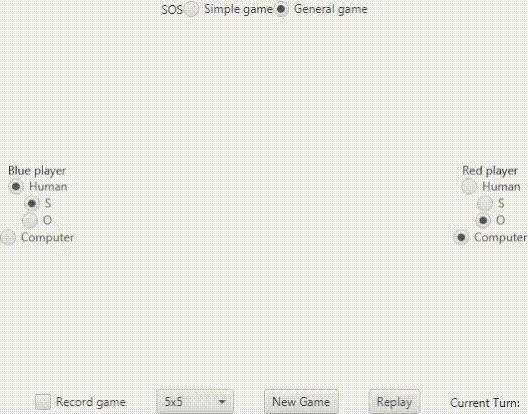 SOS Simple game General game
Blue player
Human
S
O
Computer
Red player
Human
S
O
Computer
Record game 5x5 New Game Replay Current Turn: